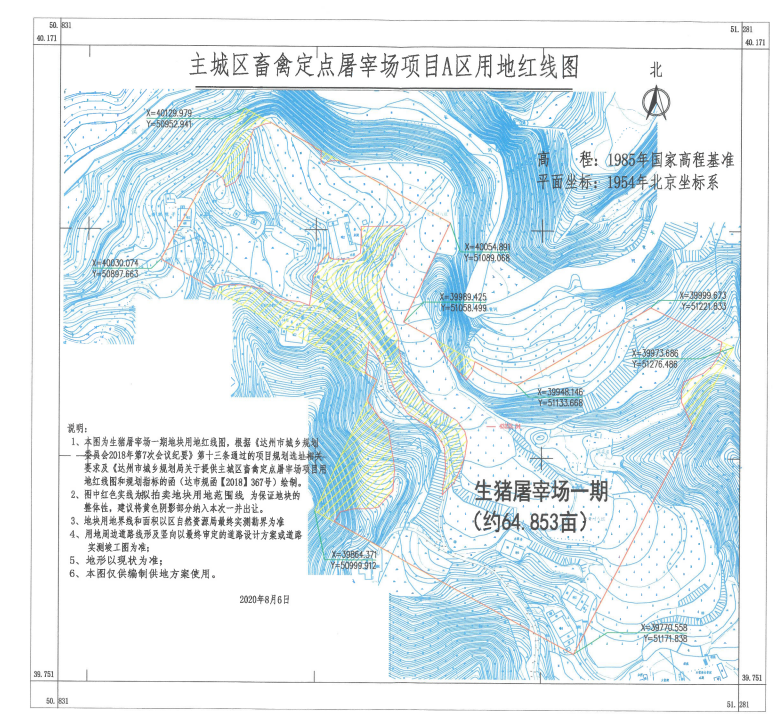 50. 831
40.171
51. 281
40.171
主城区畜禽定点屠宰场项目A区用地红线图
北
高 程：1985年国家高程基准
平面坐标：1954年北京坐标系
X=40129.979
Y=50952.941
X=40030.074
Y=50897.663
X=40054.891
Y=51089.068
X=39989.425
Y=51058.499
X=39999.673
Y=51221.833
X=39973.686
Y=51276.486
X=39948.146
Y=51133.668
生猪屠宰场一期
（约64.853亩）
说明：
1、本图为生猪屠宰场一期地块用地红线图，根据《达州市城乡规划
委员会2018年第7次会议纪要》第十三条通过的项目规划选址相关
要求及《达州市城乡规划局关于提供主城区畜禽定点屠宰场项目用
地红线图和规划指标的函（达市规函【2018】367号）绘制。
2、图中红色实线为拟拍卖地块用地范围线 为保证地块的
整体性，建议将黄色阴影部分纳入本次一并出让。
3、地块用地界线和面积以区自然资源局最终实测勘界为准
4、用地周边道路线形及竖向以最终审定的道路设计方案或道路
实测竣工图为准；
5、地形以现状为准；
6、本图仅供编制供地方案使用。
2020年8月6日
X=39864.371
Y=50999.912
X=39770.558
Y=51171.838
39.751
50. 831
39.751
51. 281